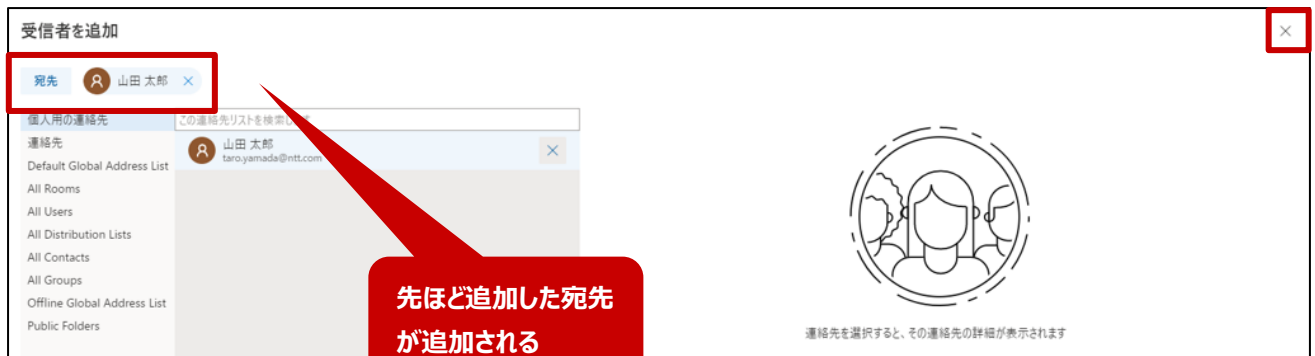 受信者を追加
宛先 山田 太郎
個人用の連絡先
この連絡先リストを検索し
連絡先
山田 太郎
taro.yamada@ntt.com
Default Global Address List
All Rooms
All Users
All Distribution Lists
All Contacts
All Groups
Offline Global Address List
Public Folders
先ほど追加した宛先
が追加される
連絡先を選択すると、その連絡先の詳細が表示されます